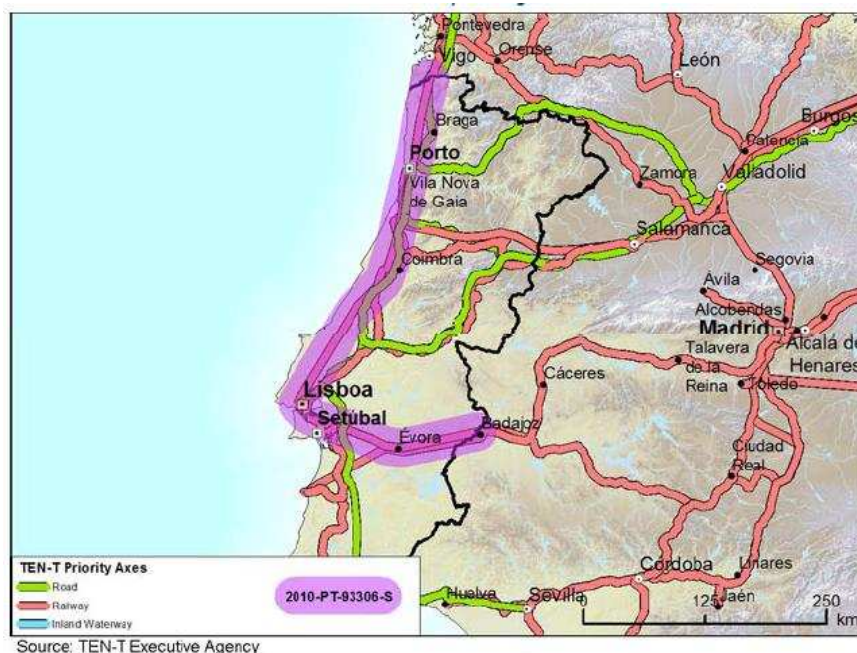 Pontevedra
Orense
Vigo
León
Burgos
Braga
Palencia
Porto
Zamora
Valladolid
Vila Nova
de Gaia
Salamanca
Coimbra
Segovia
Ávila
Alcobendas
Madrid
Alcalá de
Henares
Talavera
de la
Reina
Cáceres
Toledo
Lisboa
Setúbal
Badajoz
Évora
Ciudad
Real
TEN-T Priority Axes
Road
Railway
Inland Waterway
2010-PT-93306-S
Córdoba
Linares
Huelva
Sevilla
Jaén
0 125 250
km
Source: TEN-T Executive Agency